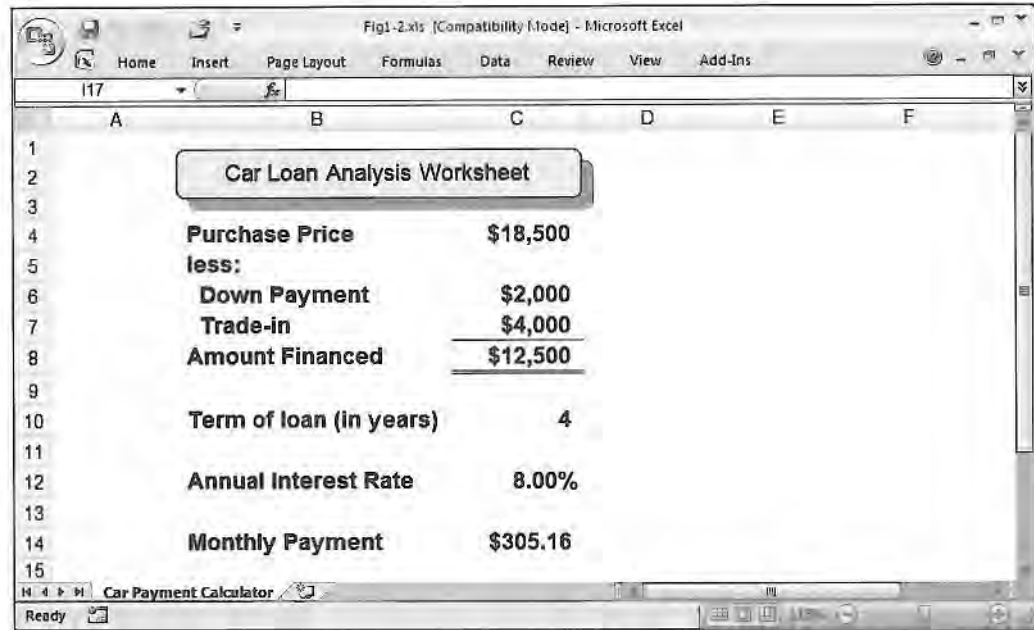 Fig1-2.xls [Compatibility Mode] - Microsoft Excel
Home Insert Page Layout Formulas Data Review View Add-Ins
I17 fx
A B C D E F
1
2 Car Loan Analysis Worksheet
3
4 Purchase Price $18,500
5 less:
6 Down Payment $2,000
7 Trade-in $4,000
8 Amount Financed $12,500
9
10 Term of loan (in years) 4
11
12 Annual Interest Rate 8.00%
13
14 Monthly Payment $305.16
15
Car Payment Calculator
Ready